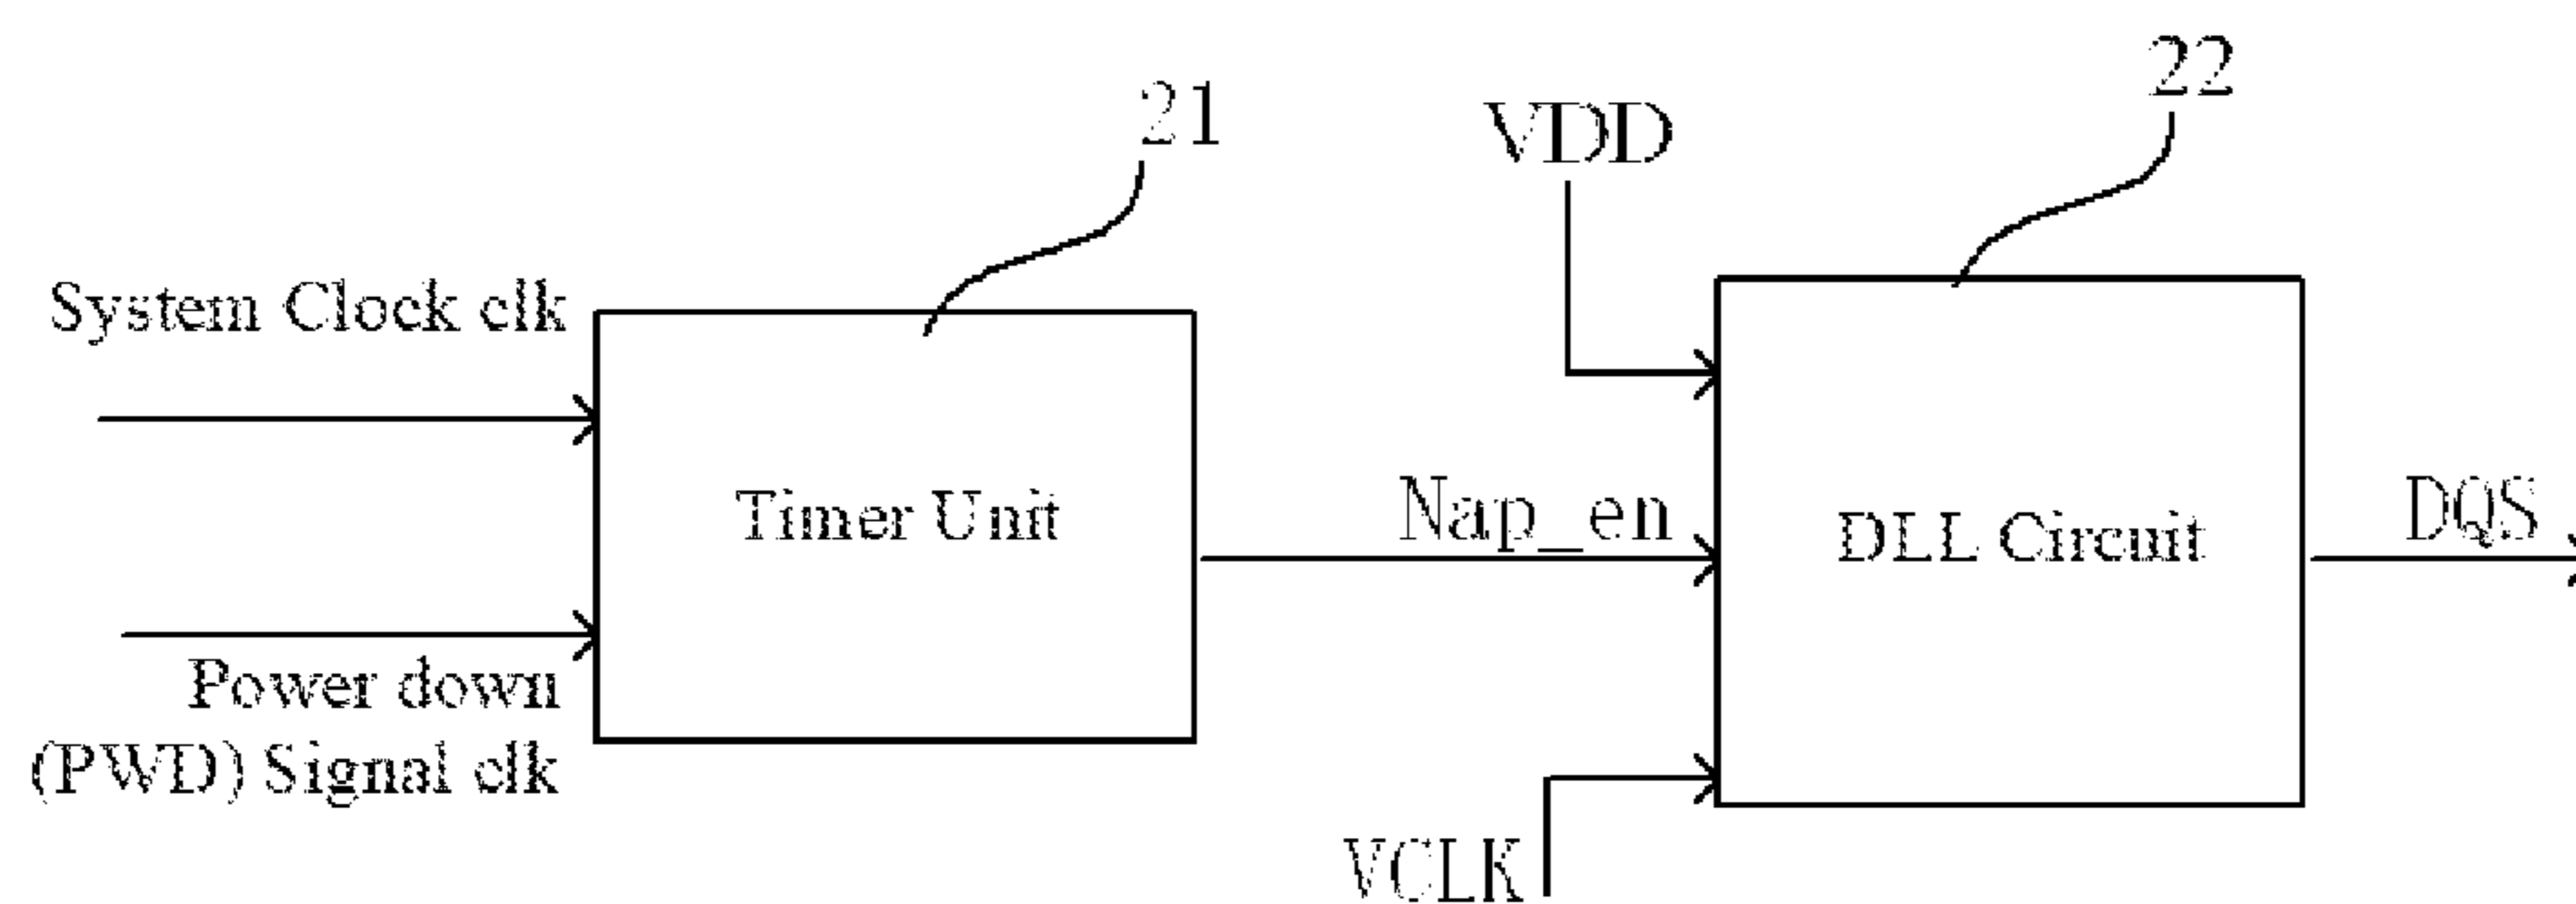 22
21
VDD
System Clock clk
Timer Unit
Nap_en
DLL Circuit
DQS
Power down
(PWD) Signal clk
VCLK